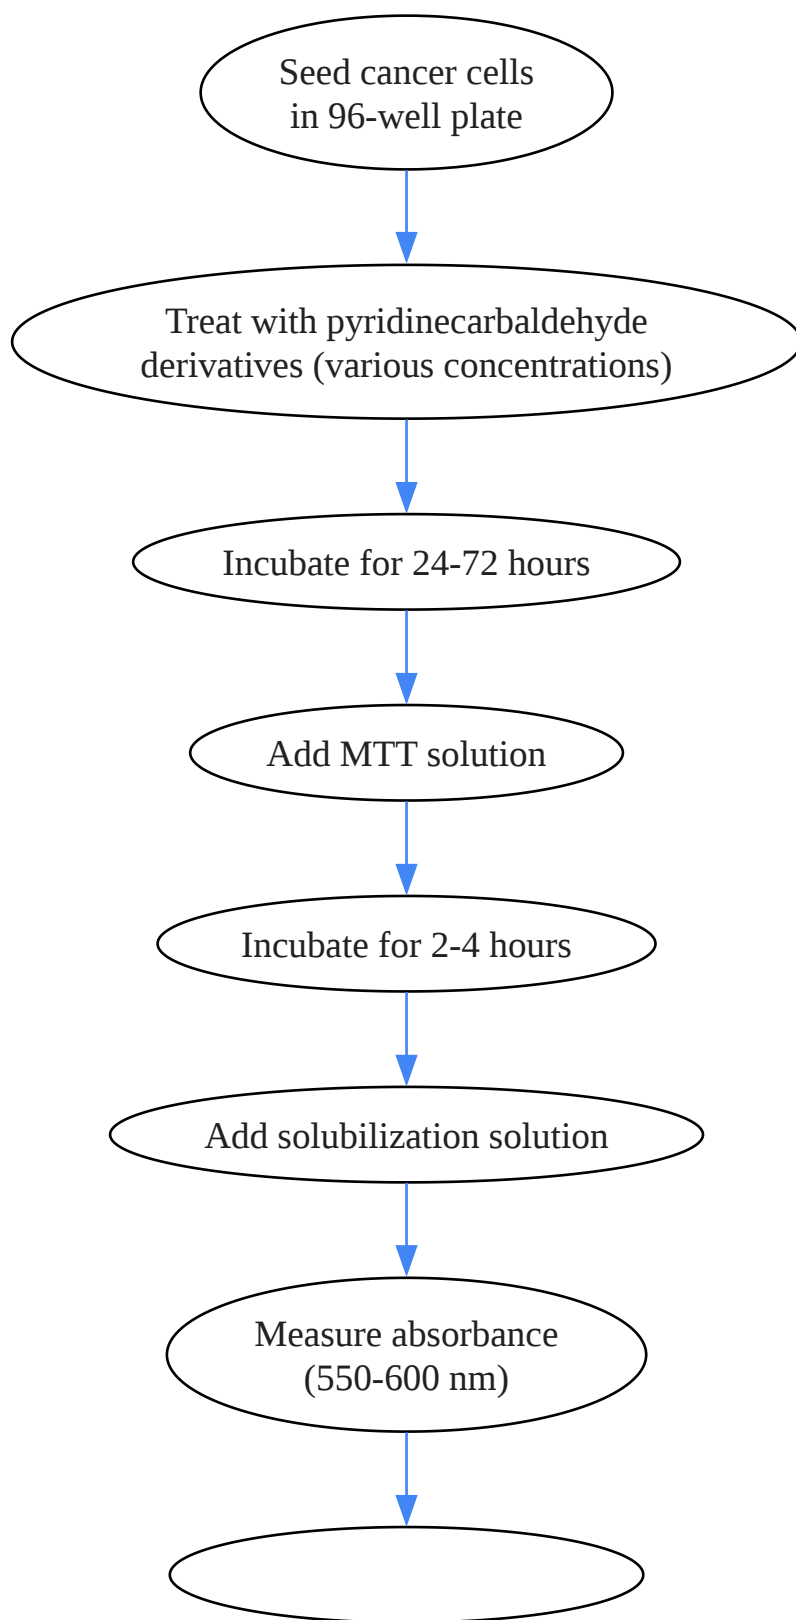 Seed cancer cells
in 96-well plate
Treat with pyridinecarbaldehyde
derivatives (various concentrations)
Incubate for 24-72 hours
Add MTT solution
Incubate for 2-4 hours
Add solubilization solution
Measure absorbance
(550-600 nm)